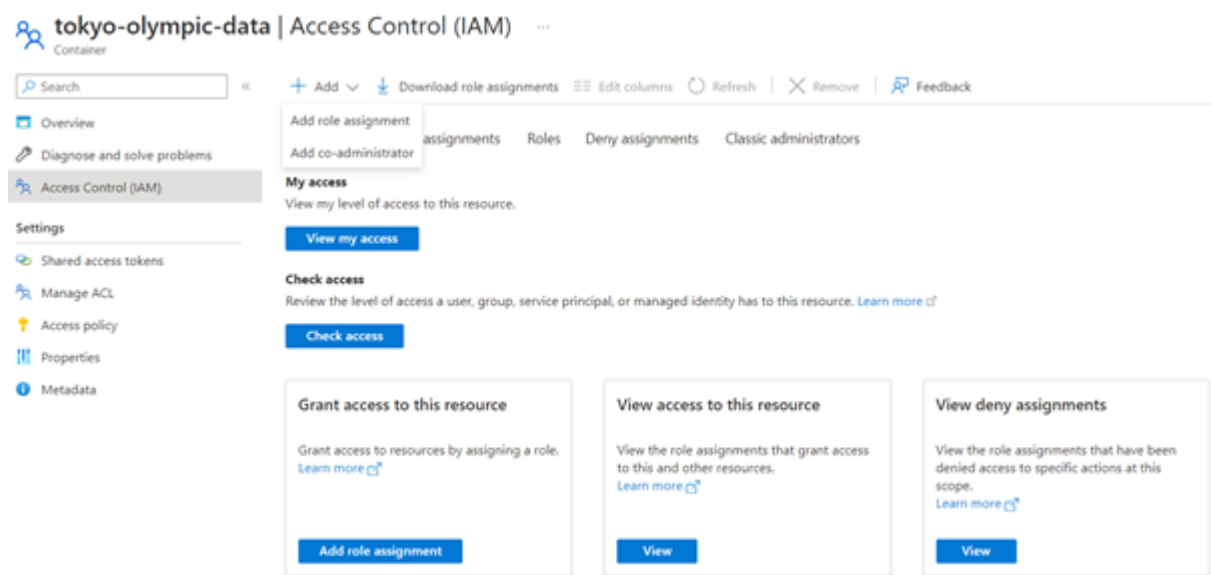 tokyo-olympic-data | Access Control (IAM) ...
Container
Search
«
Add
Download role assignments
Edit columns
Refresh
Remove
Feedback
Overview
Diagnose and solve problems
Access Control (IAM)
Settings
Shared access tokens
Manage ACL
Access policy
Properties
Metadata
Add role assignment
Add co-administrator
assignments
Roles
Deny assignments
Classic administrators
My access
View my level of access to this resource.
View my access
Check access
Review the level of access a user, group, service principal, or managed identity has to this resource. Learn more
Check access
Grant access to this resource
Grant access to resources by assigning a role.
Learn more
Add role assignment
View access to this resource
View the role assignments that grant access
to this and other resources.
Learn more
View
View deny assignments
View the role assignments that have been
denied access to specific actions at this
scope.
Learn more
View